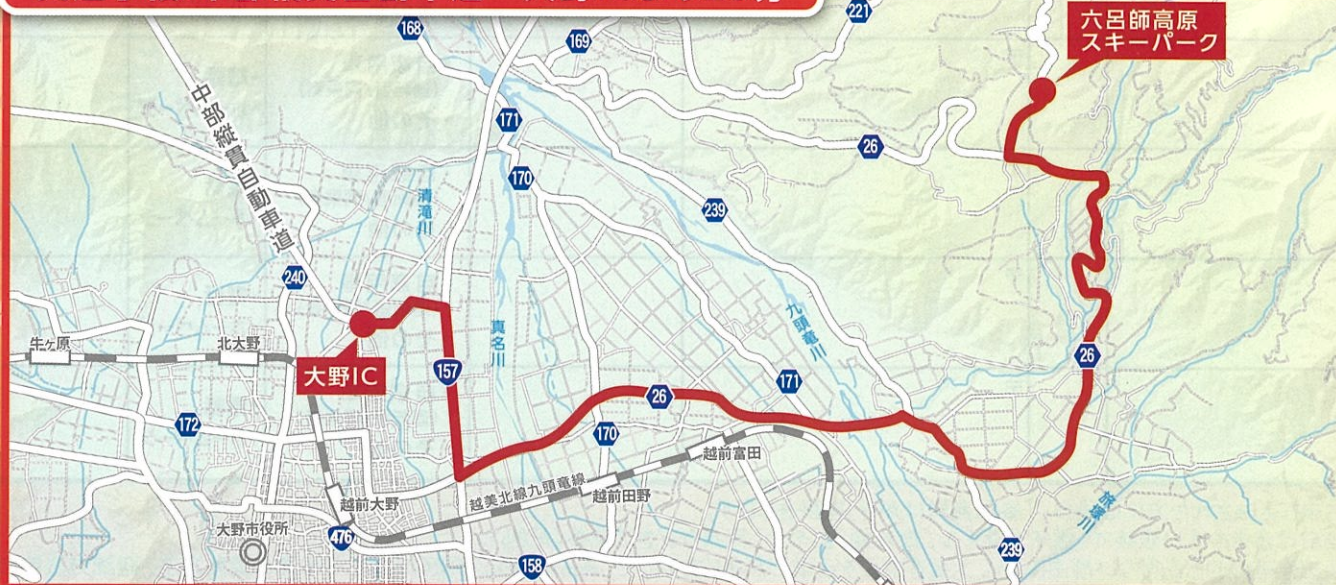 168
169
221
六呂師高原
スキーパーク
中部縦貫自動車道
171
170
26
清滝川
239
240
真名川
九頭竜川
牛ヶ原
北大野
大野IC
157
26
171
26
172
170
越前富田
越美北線九頭竜線
越前田野
越前大野
大野市役所
476
158
239
旅塚川